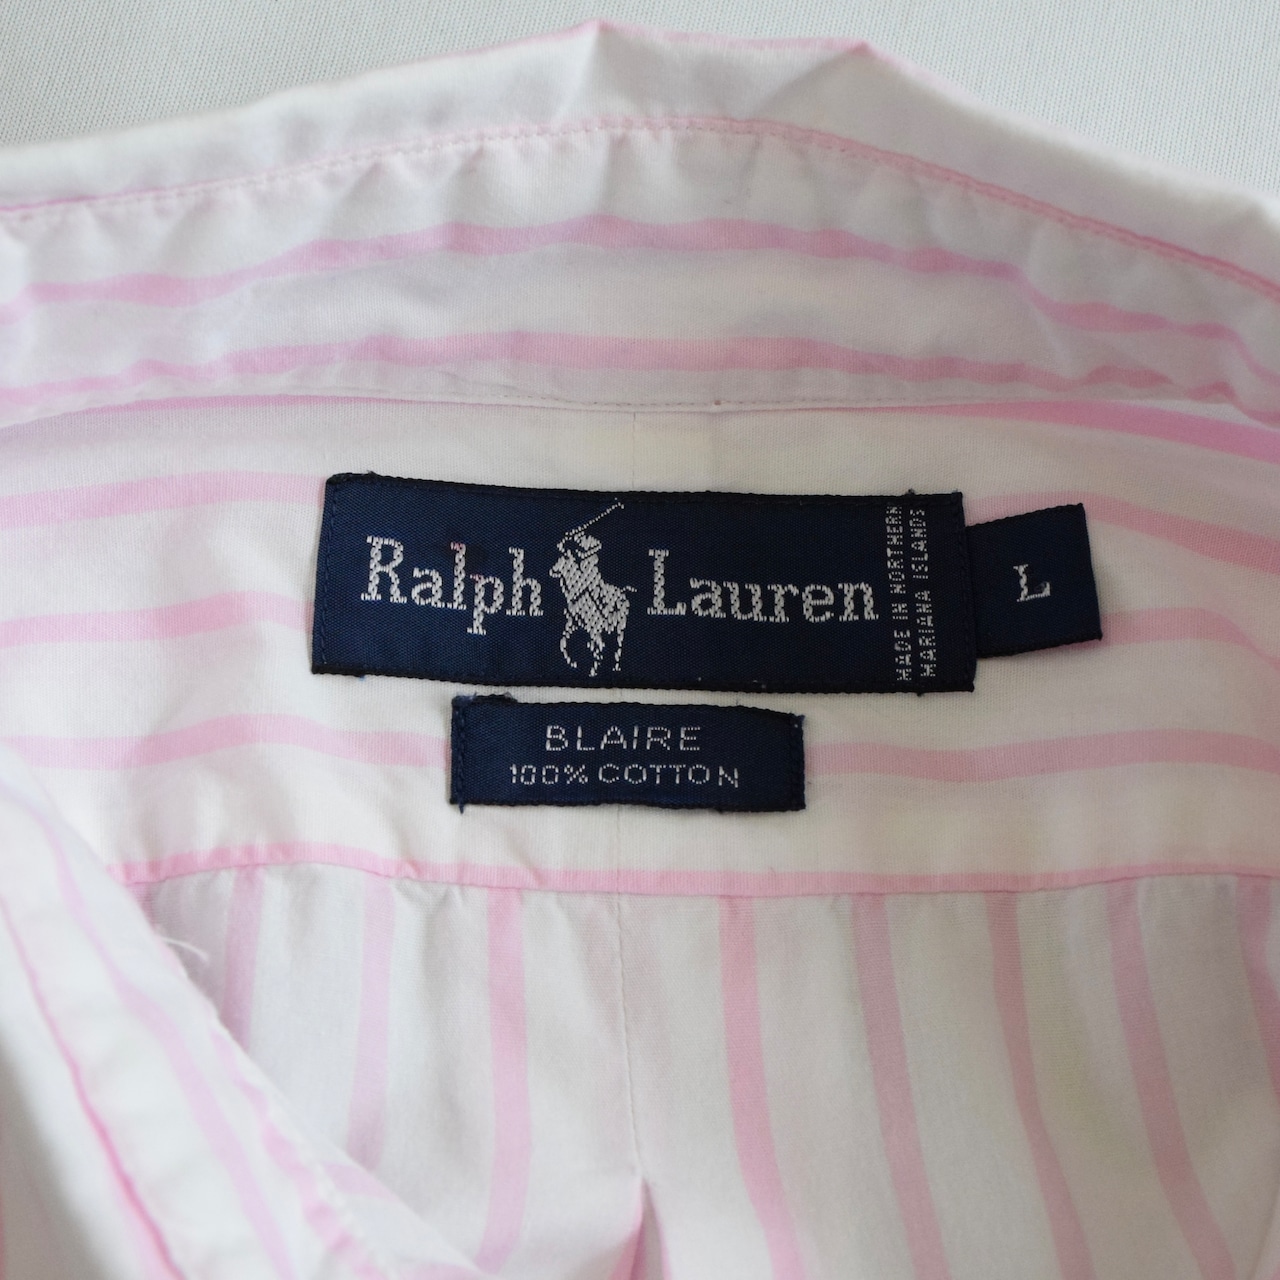 Ralph Lauren
MADE IN NORTHERN
MARIANA ISLANDS
L
BLAIRE
100% COTTON